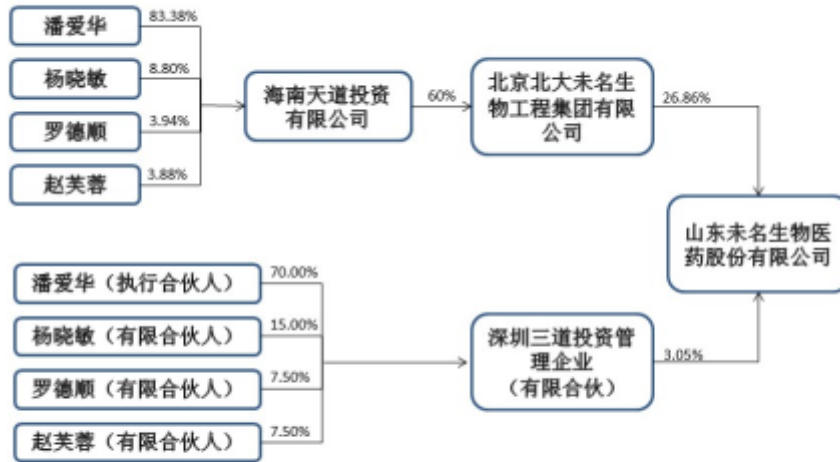 潘爱华
83.38%
杨晓敏
8.80%
罗德顺
3.94%
赵芙蓉
3.88%
海南天道投资
有限公司
60%
北京北大未名生
物工程集团有限
公司
26.86%
山东未名生物医
药股份有限公司
潘爱华（执行合伙人）
70.00%
杨晓敏（有限合伙人）
15.00%
罗德顺（有限合伙人）
7.50%
赵芙蓉（有限合伙人）
7.50%
深圳三道投资管
理企业
（有限合伙）
3.05%